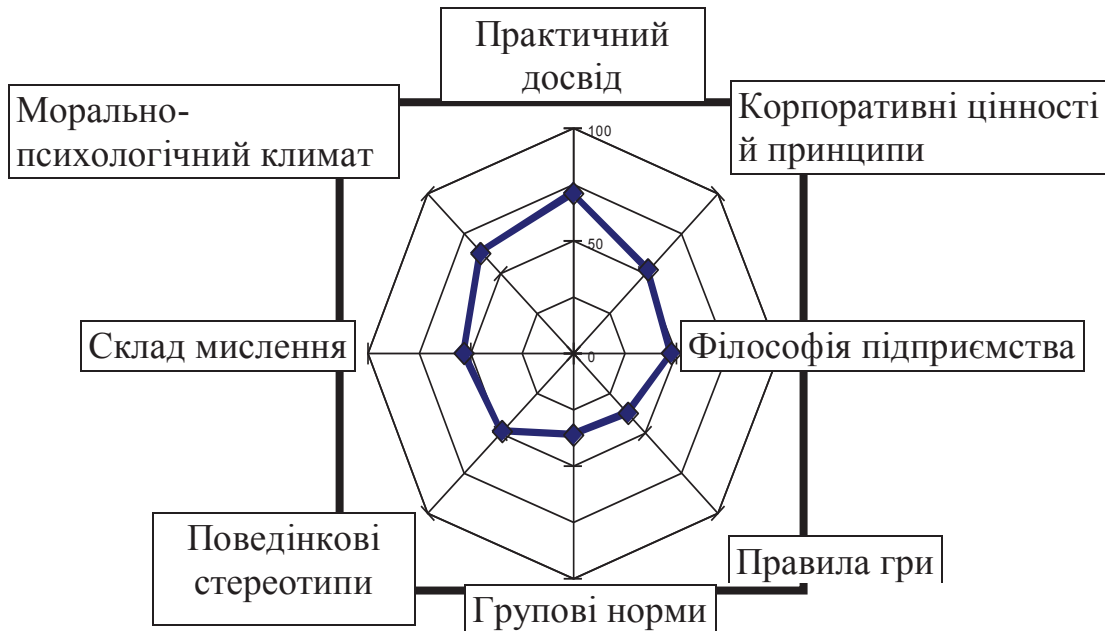 Практичний
досвід
Морально-
психологічний климат
Корпоративні цінності
й принципи
100
50
Склад мислення
0
Філософія підприємства
Поведінкові
стереотипи
Правила гри
Групові норми